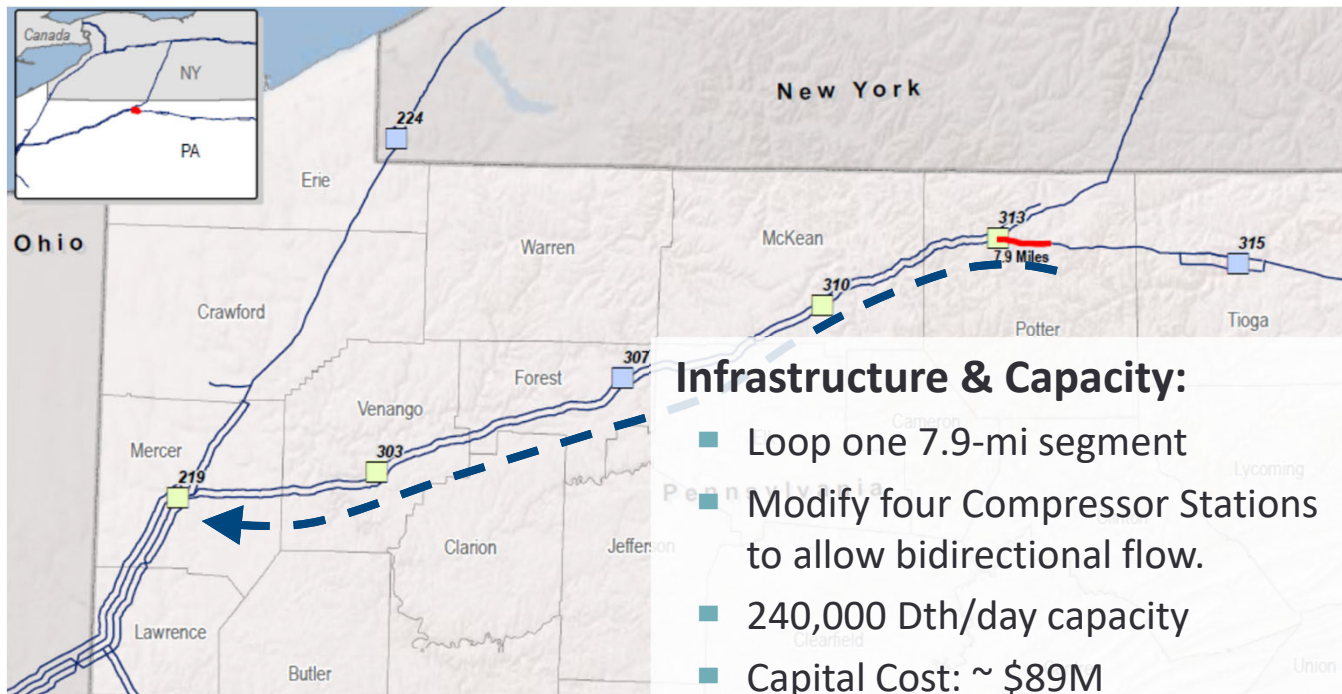 Canada
NY
PA
New York
224
Erie
Ohio
Warren
McKean
313
7.9 Miles
315
310
Crawford
Potter
Tioga
307
Forest
Infrastructure & Capacity:
Venango
Cameron
Elk
Loop one 7.9-mi segment
Mercer
303
Lycoming
219
Pennsylvania
Modify four Compressor Stations
Clinton
to allow bidirectional flow.
Clarion
Jefferson
240,000 Dth/day capacity
Lawrence
Clearfield
Butler
Capital Cost: ~ $89M
Union